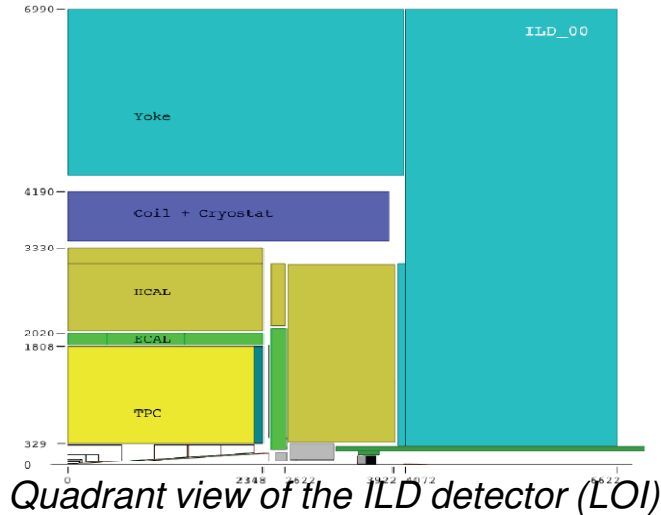 6990
ILD_00
Yoke
4190
Coil + Cryostat
3330
HCAL
2020
ECAL
1808
TPC
329
0
0 2348 2622 3922 4072 6622
Quadrant view of the ILD detector (LOI)